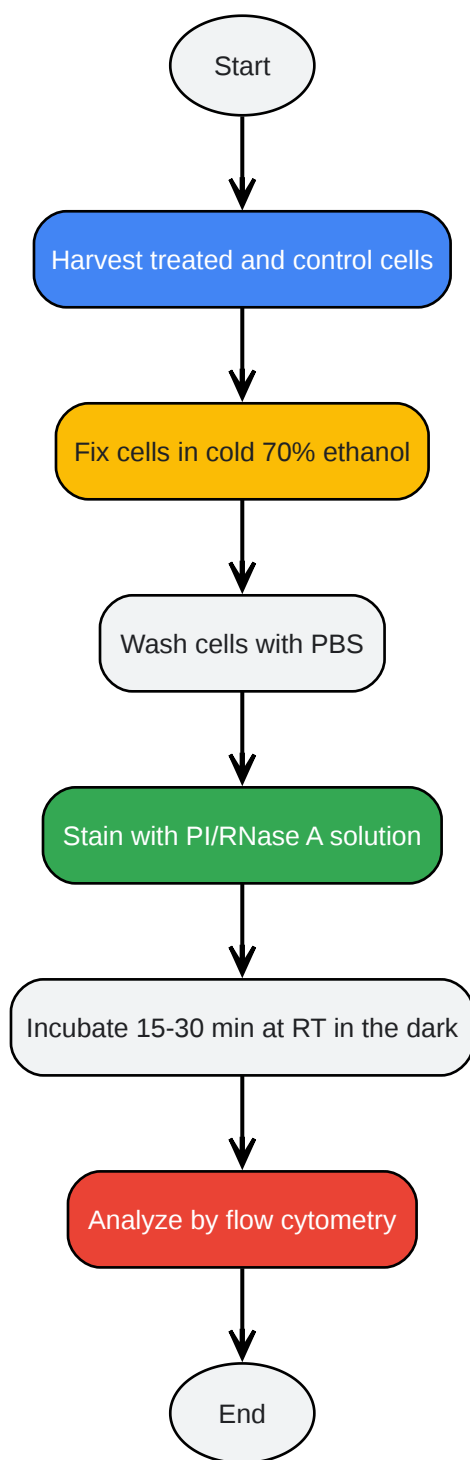 Start
Harvest treated and control cells
Fix cells in cold 70% ethanol
Wash cells with PBS
Stain with PI/RNase A solution
Incubate 15-30 min at RT in the dark
Analyze by flow cytometry
End